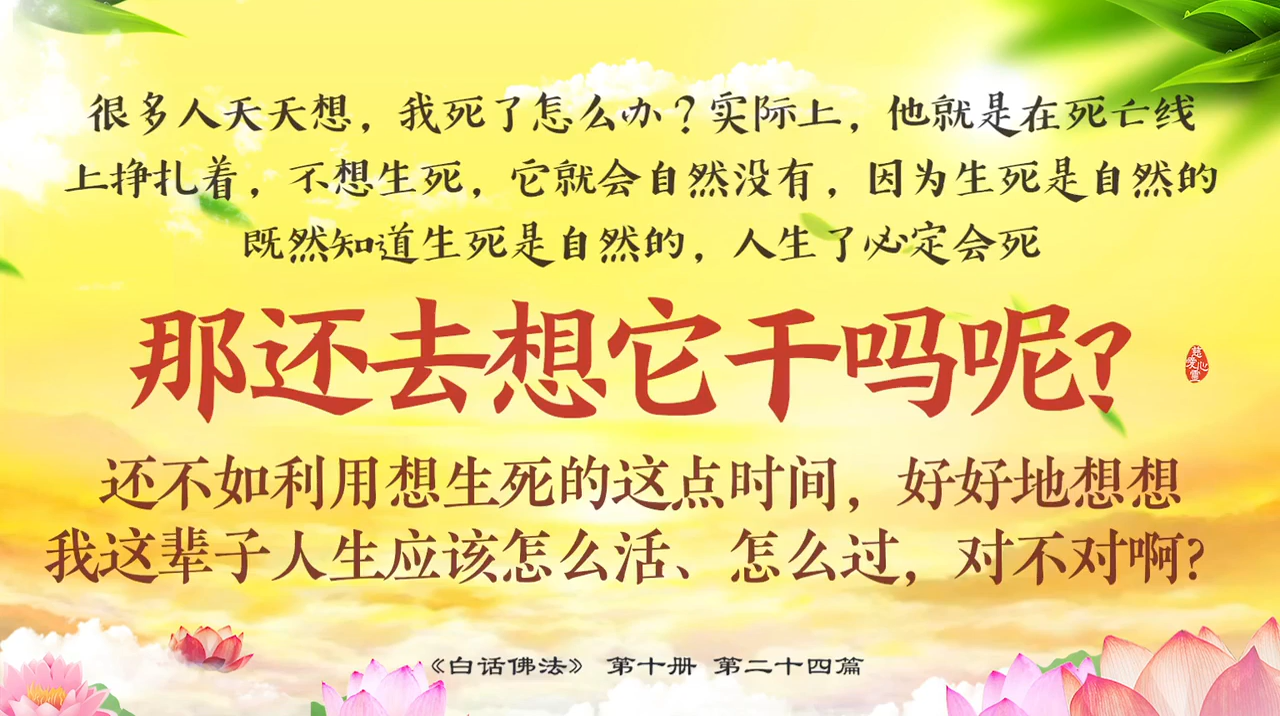 很多人天天想，我死了怎么办？实际上，他就是在死亡线
上挣扎着，不想生死，它就会自然没有，因为生死是自然的
既然知道生死是自然的，人生了必定会死
那还去想它干吗呢？
慈心
爱靈
还不如利用想生死的这点时间，好好地想想
我这辈子人生应该怎么活、怎么过，对不对啊？
《白话佛法》 第十册 第二十四篇